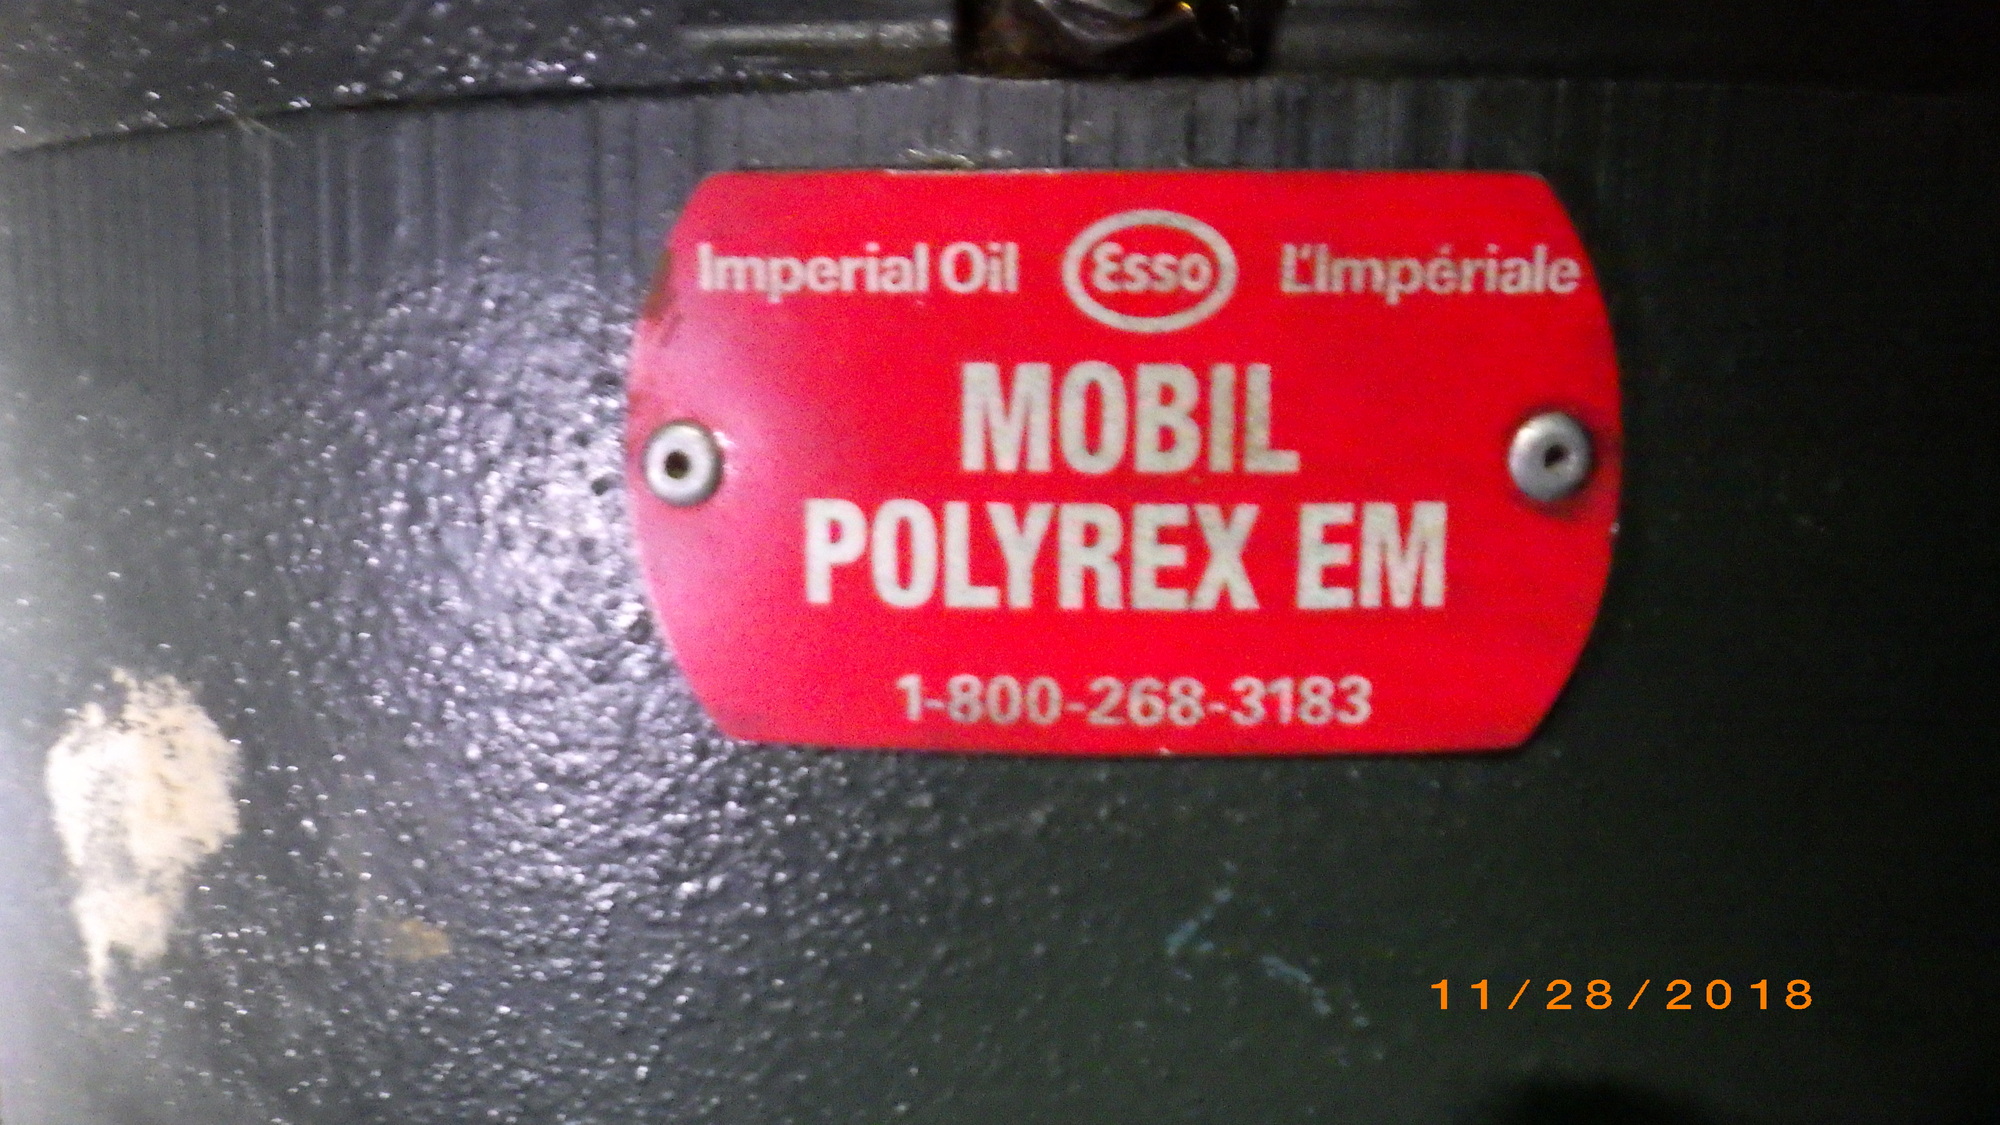 Imperial Oil Esso L'Impériale
MOBIL
POLYREX EM
1-800-268-3183
11/28/2018